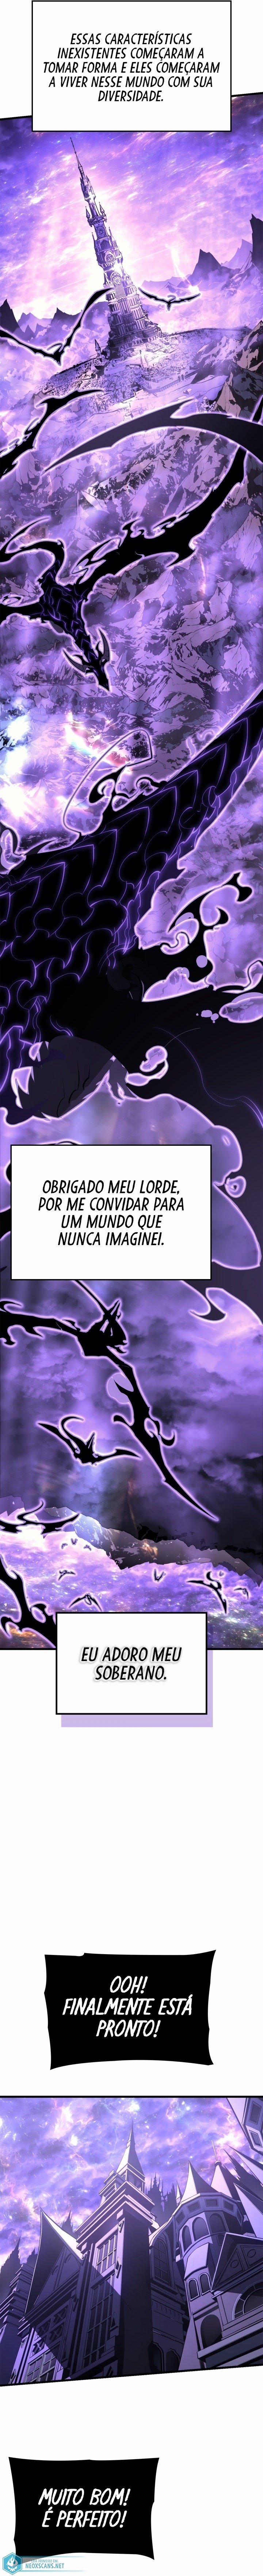 ESSAS CARACTERÍSTICAS
INEXISTENTES COMEÇARAM A
TOMAR FORMA E ELES COMEÇARAM
A VIVER NESSE MUNDO COM SUA
DIVERSIDADE.
OBRIGADO MEU LORDE,
POR ME CONVIDAR PARA
UM MUNDO QUE
NUNCA IMAGINEI.
EU ADORO MEU
SOBERANO.
OOH!
FINALMENTE ESTÁ
PRONTO!
MUITO BOM!
É PERFEITO!
NEOXSCANS.NET